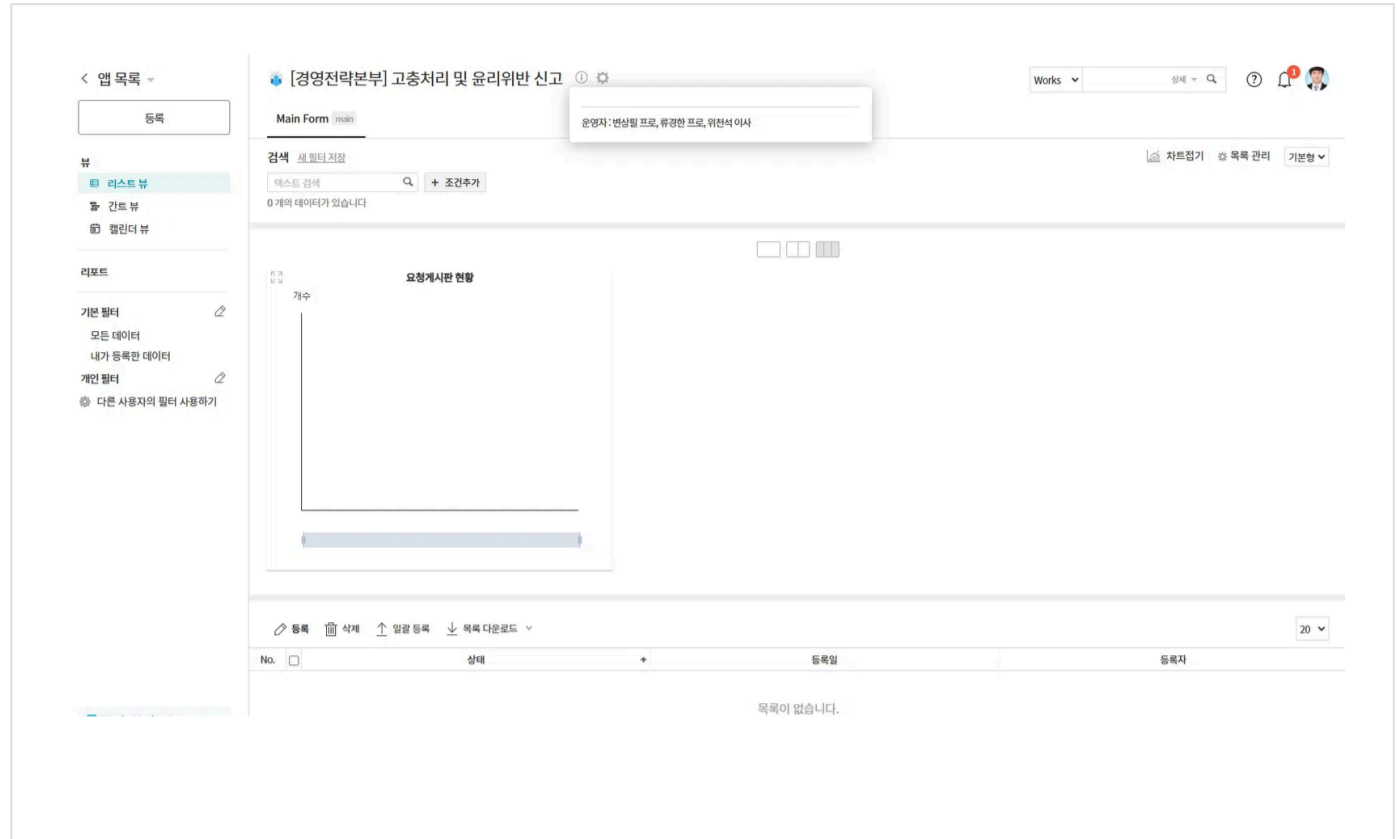 앱 목록
[경영전략본부] 고충처리 및 윤리위반 신고
Works
상세
1
등록
Main Form main
운영자 : 변상필 프로, 류경한 프로, 위천석 이사
뷰
리스트 뷰
간트 뷰
캘린더 뷰
리포트
기본 필터
모든 데이터
내가 등록한 데이터
개인 필터
다른 사용자의 필터 사용하기
검색 새 필터 저장
차트접기 목록 관리 기본형
텍스트 검색 + 조건추가
0 개의 데이터가 있습니다
요청게시판 현황
개수
등록 삭제 일괄 등록 목록 다운로드
20
No. 상태 + 등록일 등록자
목록이 없습니다.